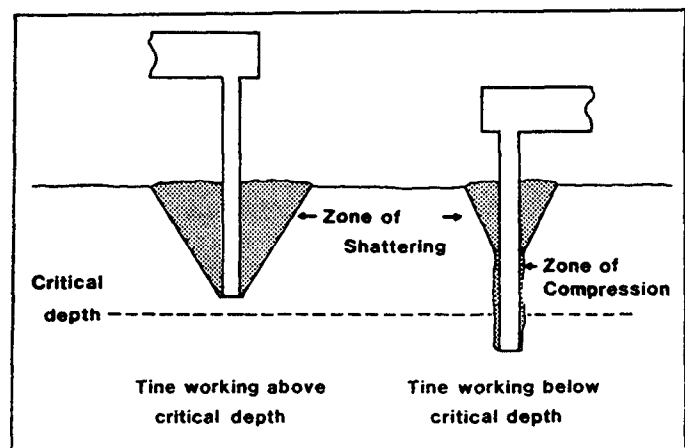 Zone of
Shattering
Zone of
Compression
Critical
depth
Tine working above
critical depth
Tine working below
critical depth